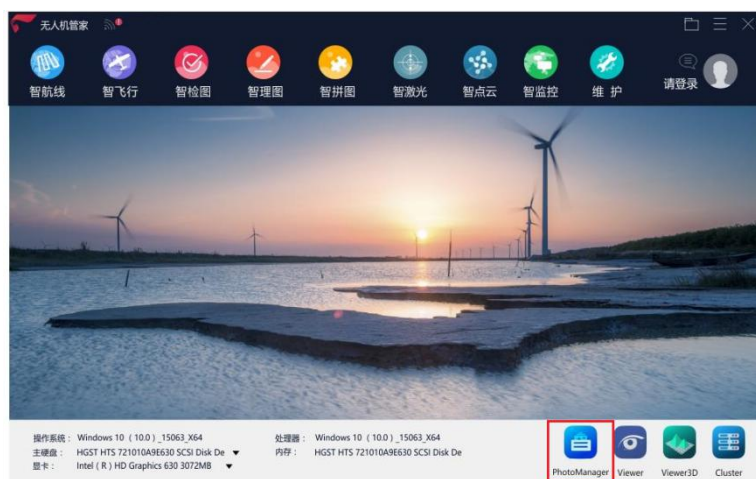 无人机管家
智航线 智飞行 智检图 智理图 智拼图 智激光 智点云 智监控 维 护 请登录
操作系统： Windows 10 （10.0）_15063_X64 处理器： Windows 10 （10.0）_15063_X64
主硬盘： HGST HTS 721010A9E630 SCSI Disk De 内存： HGST HTS 721010A9E630 SCSI Disk De
显卡： Intel（R）HD Graphics 630 3072MB
PhotoManager Viewer Viewer3D Cluster